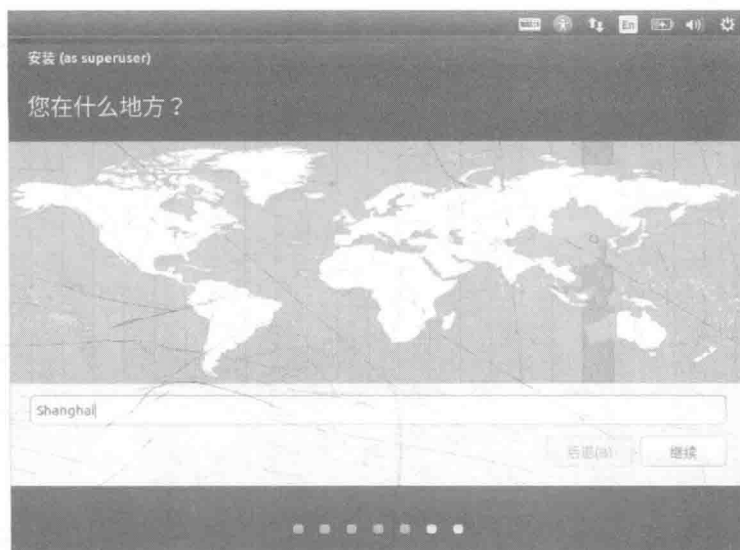 En
安装 (as superuser)
您在什么地方？
Shanghai
后退(B)
继续